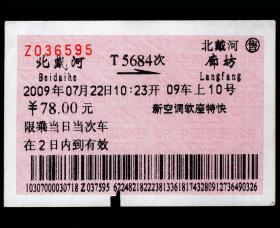 Z036595 北戴河 ㊕
北戴河 T5684次 廊坊
Beidaihe Langfang
2009年07月22日10:23开 09车上10号
¥78.00元 新空调软座特快
限乘当日当次车
在2日内到有效
10307000030718 Z037595 62248218222381336181743280912736490326